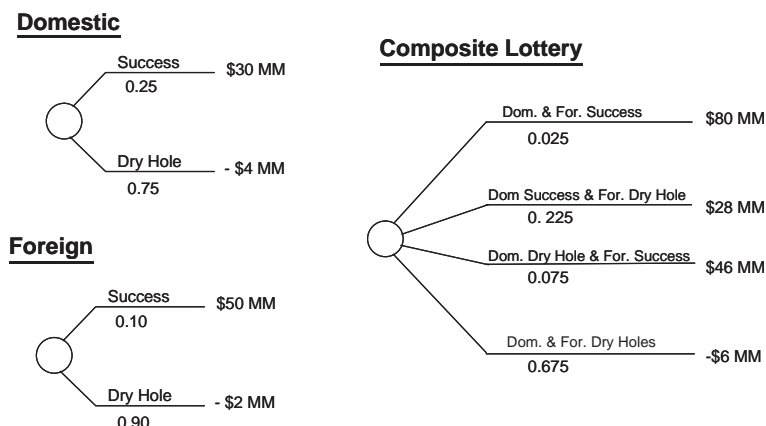 Domestic
Success $30 MM
0.25
Dry Hole - $4 MM
0.75
Foreign
Success $50 MM
0.10
Dry Hole - $2 MM
0.90
Composite Lottery
Dom. & For. Success $80 MM
0.025
Dom Success & For. Dry Hole $28 MM
0. 225
Dom. Dry Hole & For. Success $46 MM
0.075
Dom. & For. Dry Holes -$6 MM
0.675